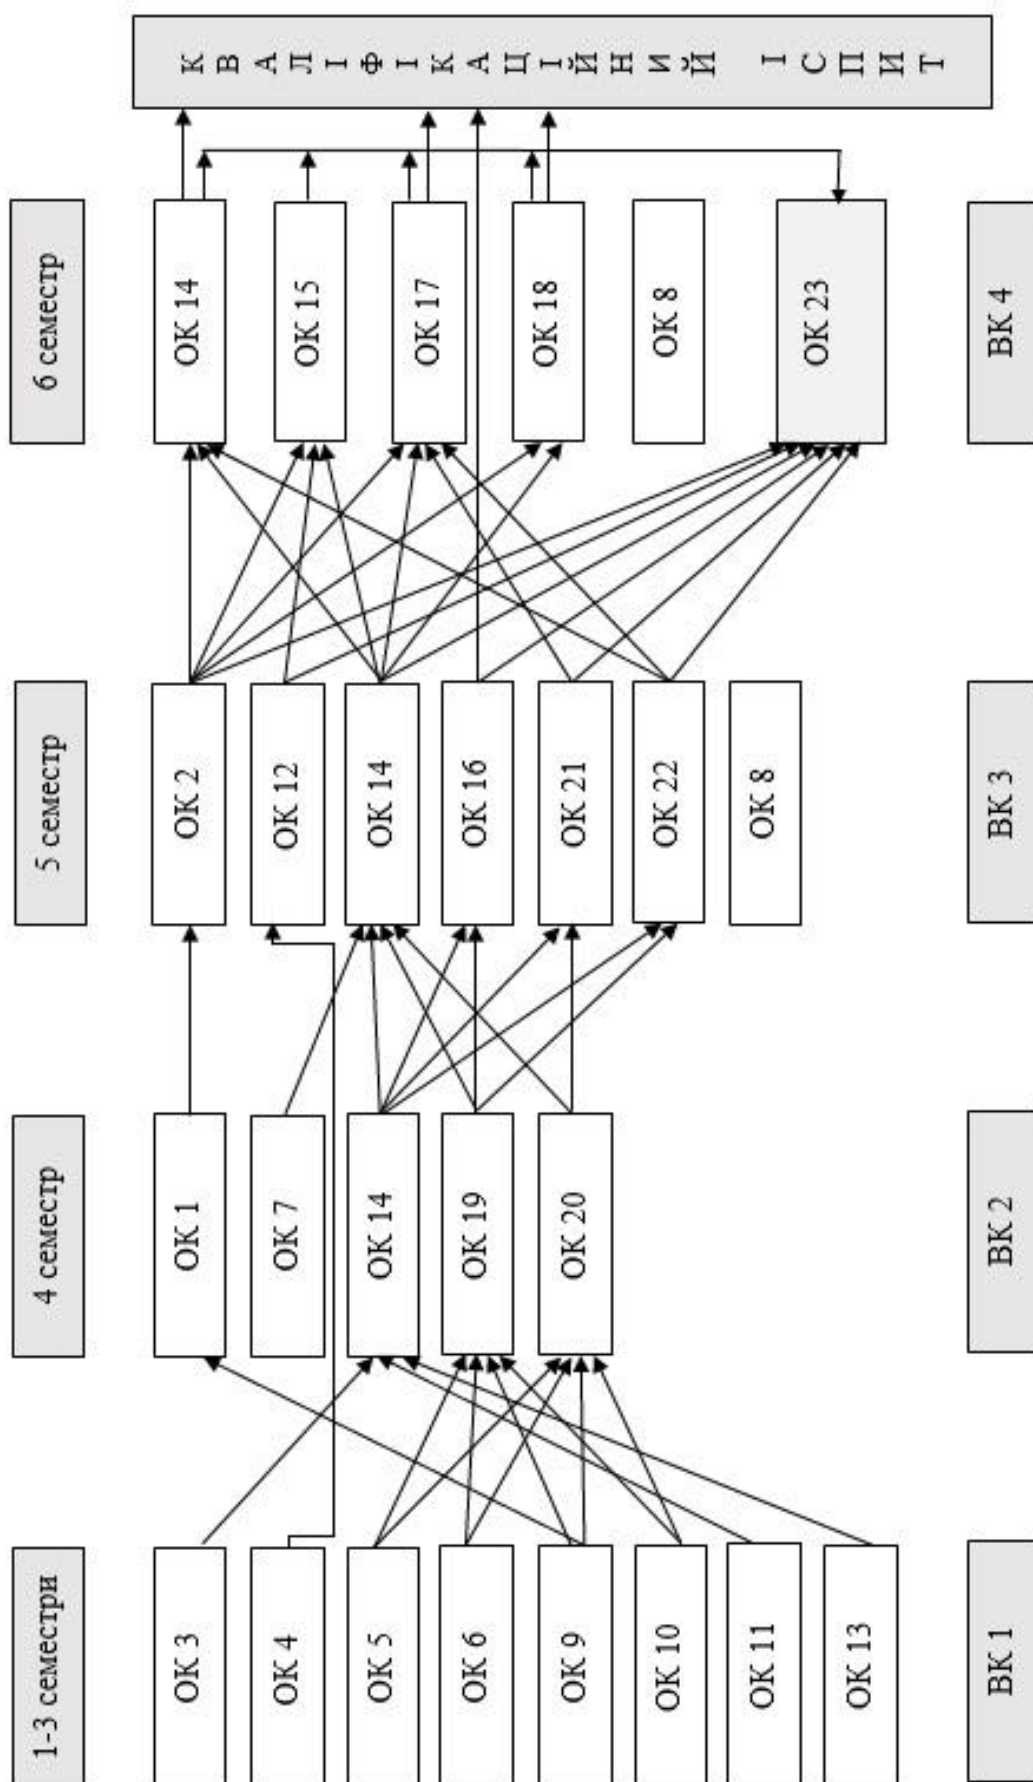 1-3 семестри
ОК 3
ОК 4
ОК 5
ОК 6
ОК 9
ОК 10
ОК 11
ОК 13
ВК 1
4 семестр
ОК 1
ОК 7
ОК 14
ОК 19
ОК 20
ВК 2
5 семестр
ОК 2
ОК 12
ОК 14
ОК 16
ОК 21
ОК 22
ОК 8
ВК 3
6 семестр
ОК 14
ОК 15
ОК 17
ОК 18
ОК 8
ОК 23
ВК 4
КВАЛІФІКАЦІЙНИЙ ІСПИТ